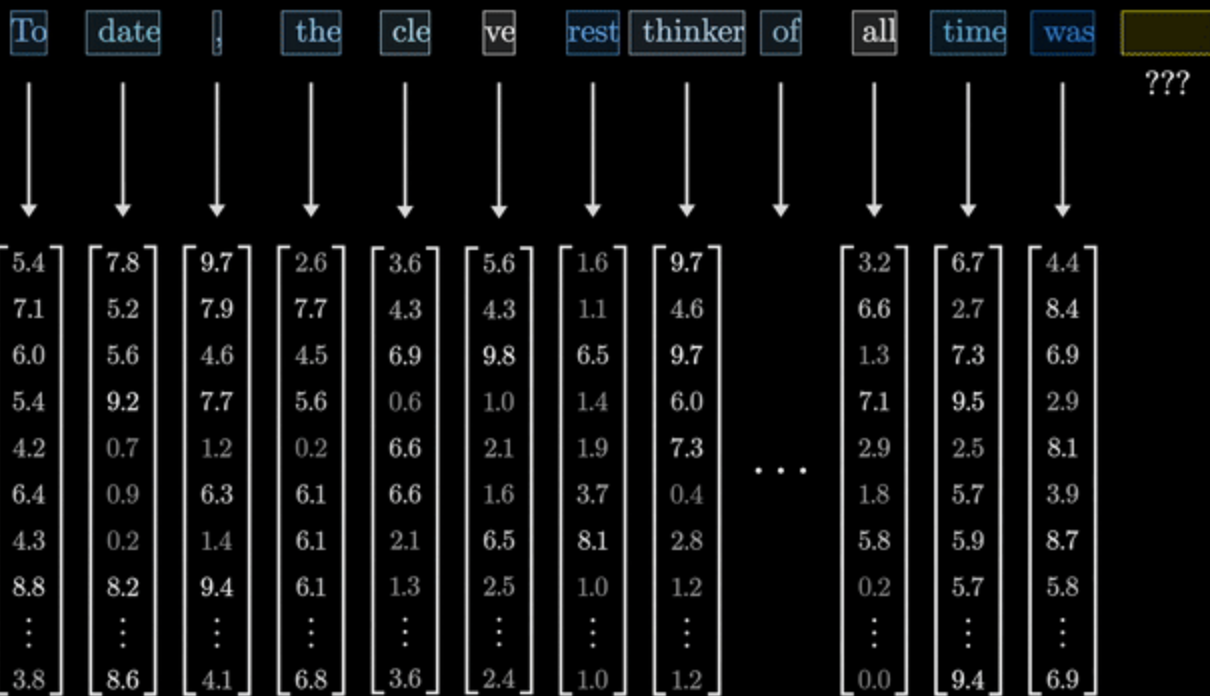 To date , the cle ve rest thinker of all time was
???
5.4 7.8 9.7 2.6 3.6 5.6 1.6 9.7 3.2 6.7 4.4
7.1 5.2 7.9 7.7 4.3 4.3 1.1 4.6 6.6 2.7 8.4
6.0 5.6 4.6 4.5 6.9 9.8 6.5 9.7 1.3 7.3 6.9
5.4 9.2 7.7 5.6 0.6 1.0 1.4 6.0 7.1 9.5 2.9
4.2 0.7 1.2 0.2 6.6 2.1 1.9 7.3 ... 2.9 2.5 8.1
6.4 0.9 6.3 6.1 6.6 1.6 3.7 0.4 1.8 5.7 3.9
4.3 0.2 1.4 6.1 2.1 6.5 8.1 2.8 5.8 5.9 8.7
8.8 8.2 9.4 6.1 1.3 2.5 1.0 1.2 0.2 5.7 5.8
⋮ ⋮ ⋮ ⋮ ⋮ ⋮ ⋮ ⋮ ⋮ ⋮ ⋮
3.8 8.6 4.1 6.8 3.6 2.4 1.0 1.2 0.0 9.4 6.9